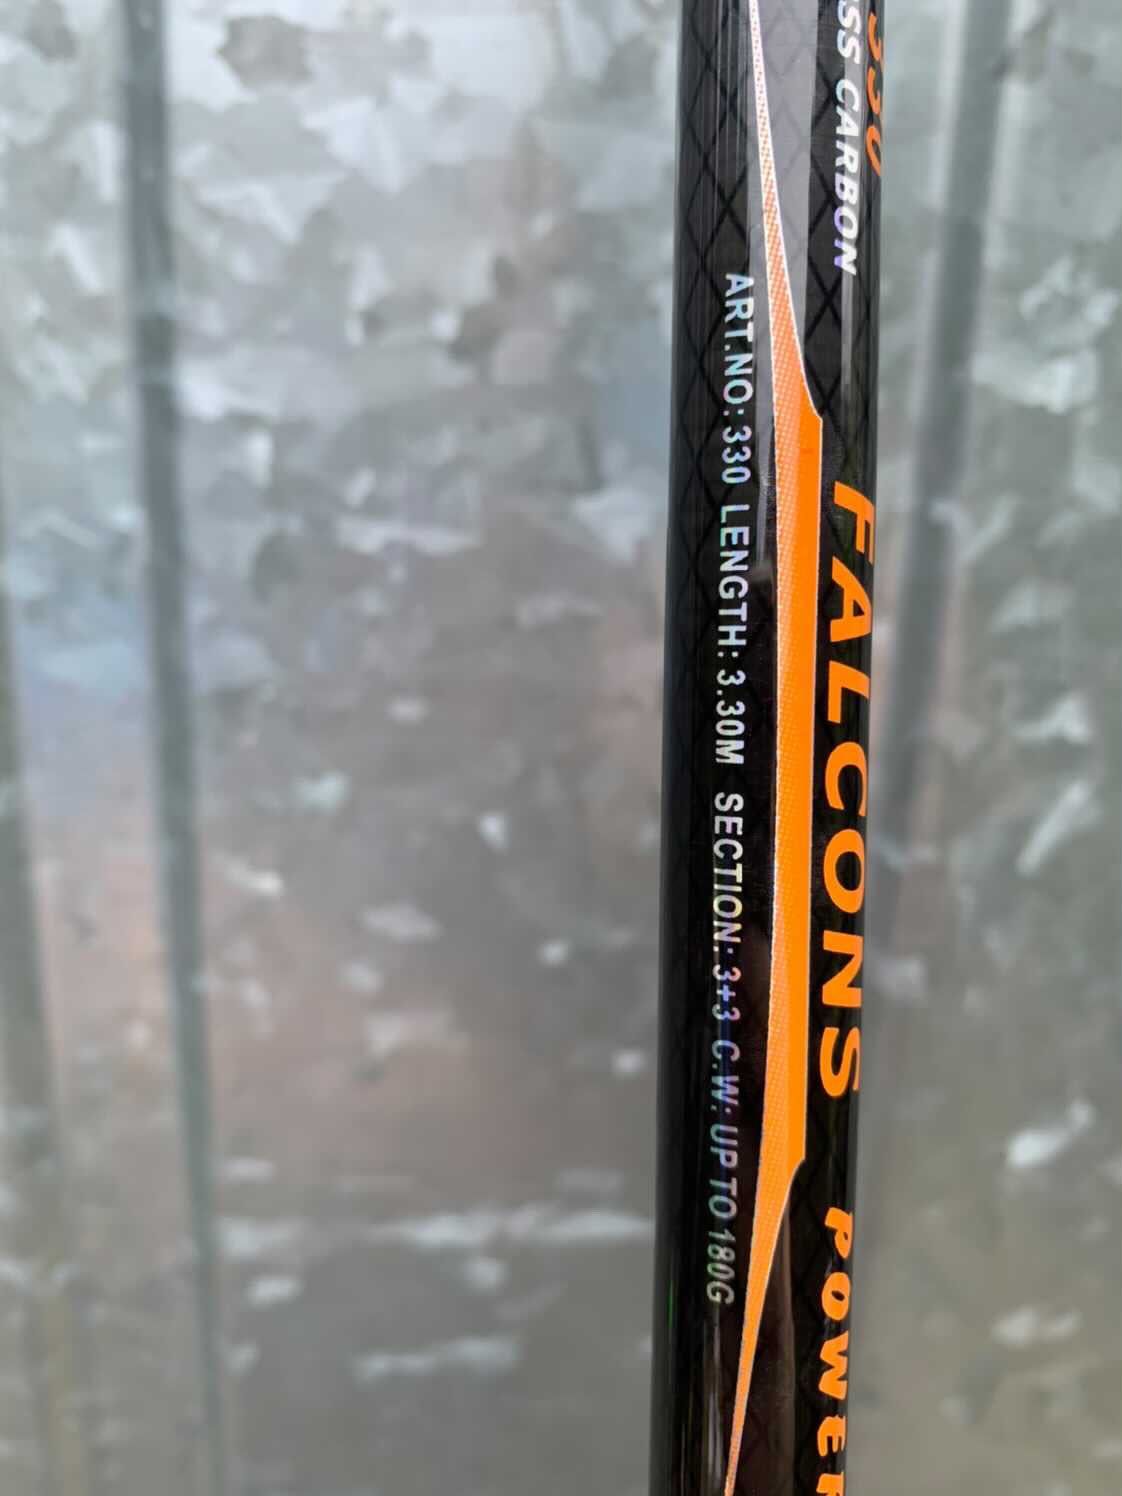 330
SS CARBON
FALCONS POWER
ART.NO: 330 LENGTH: 3.30M SECTION: 3+3 C.W: UP TO 180G